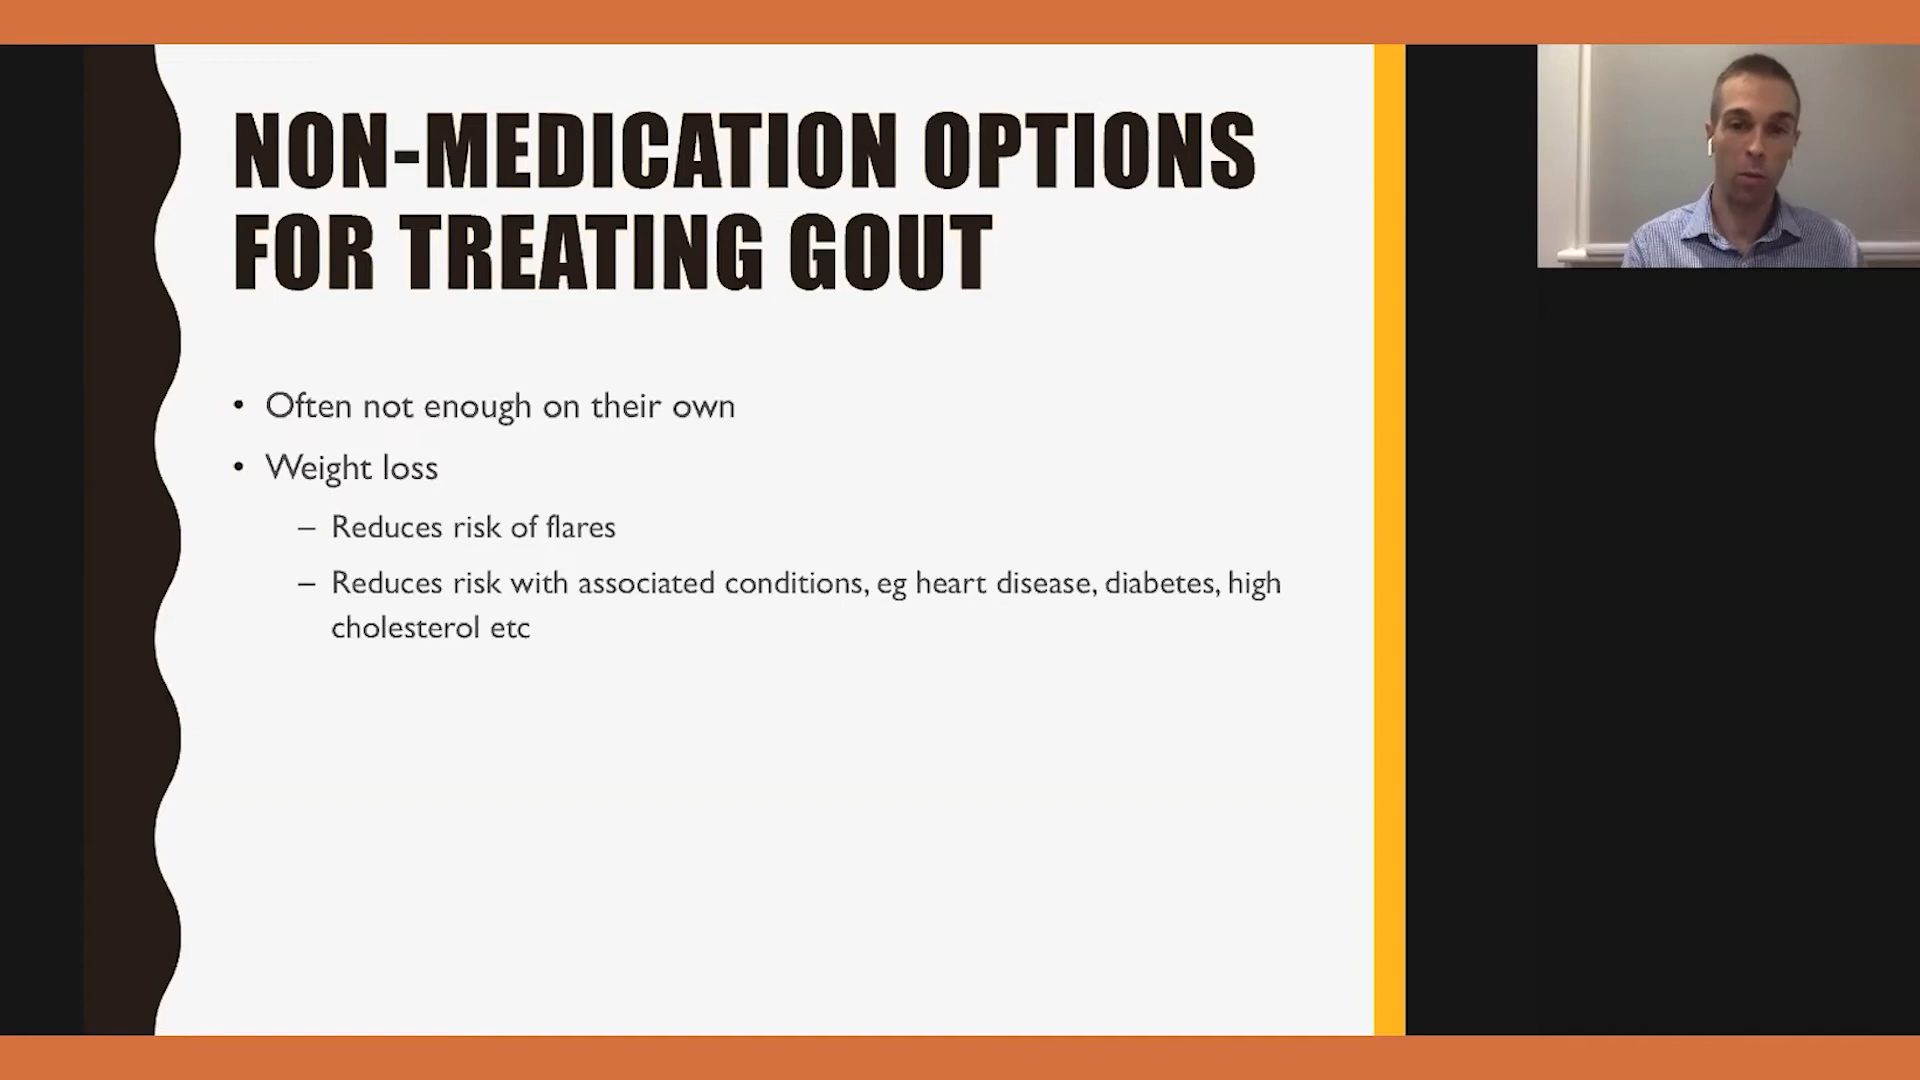 NON-MEDICATION OPTIONS
FOR TREATING GOUT
• Often not enough on their own
• Weight loss
– Reduces risk of flares
– Reduces risk with associated conditions, eg heart disease, diabetes, high
cholesterol etc